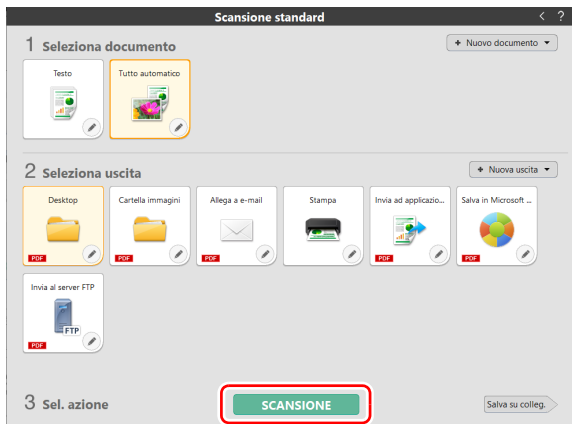 Scansione standard
< ?
1 Seleziona documento
+ Nuovo documento
Testo
Tutto automatico
2 Seleziona uscita
+ Nuova uscita
Desktop
Cartella immagini
Allega a e-mail
Stampa
Invia ad applicazio...
Salva in Microsoft ...
PDF
PDF
PDF
PDF
PDF
Invia al server FTP
FTP
PDF
3 Sel. azione
SCANSIONE
Salva su colleg.